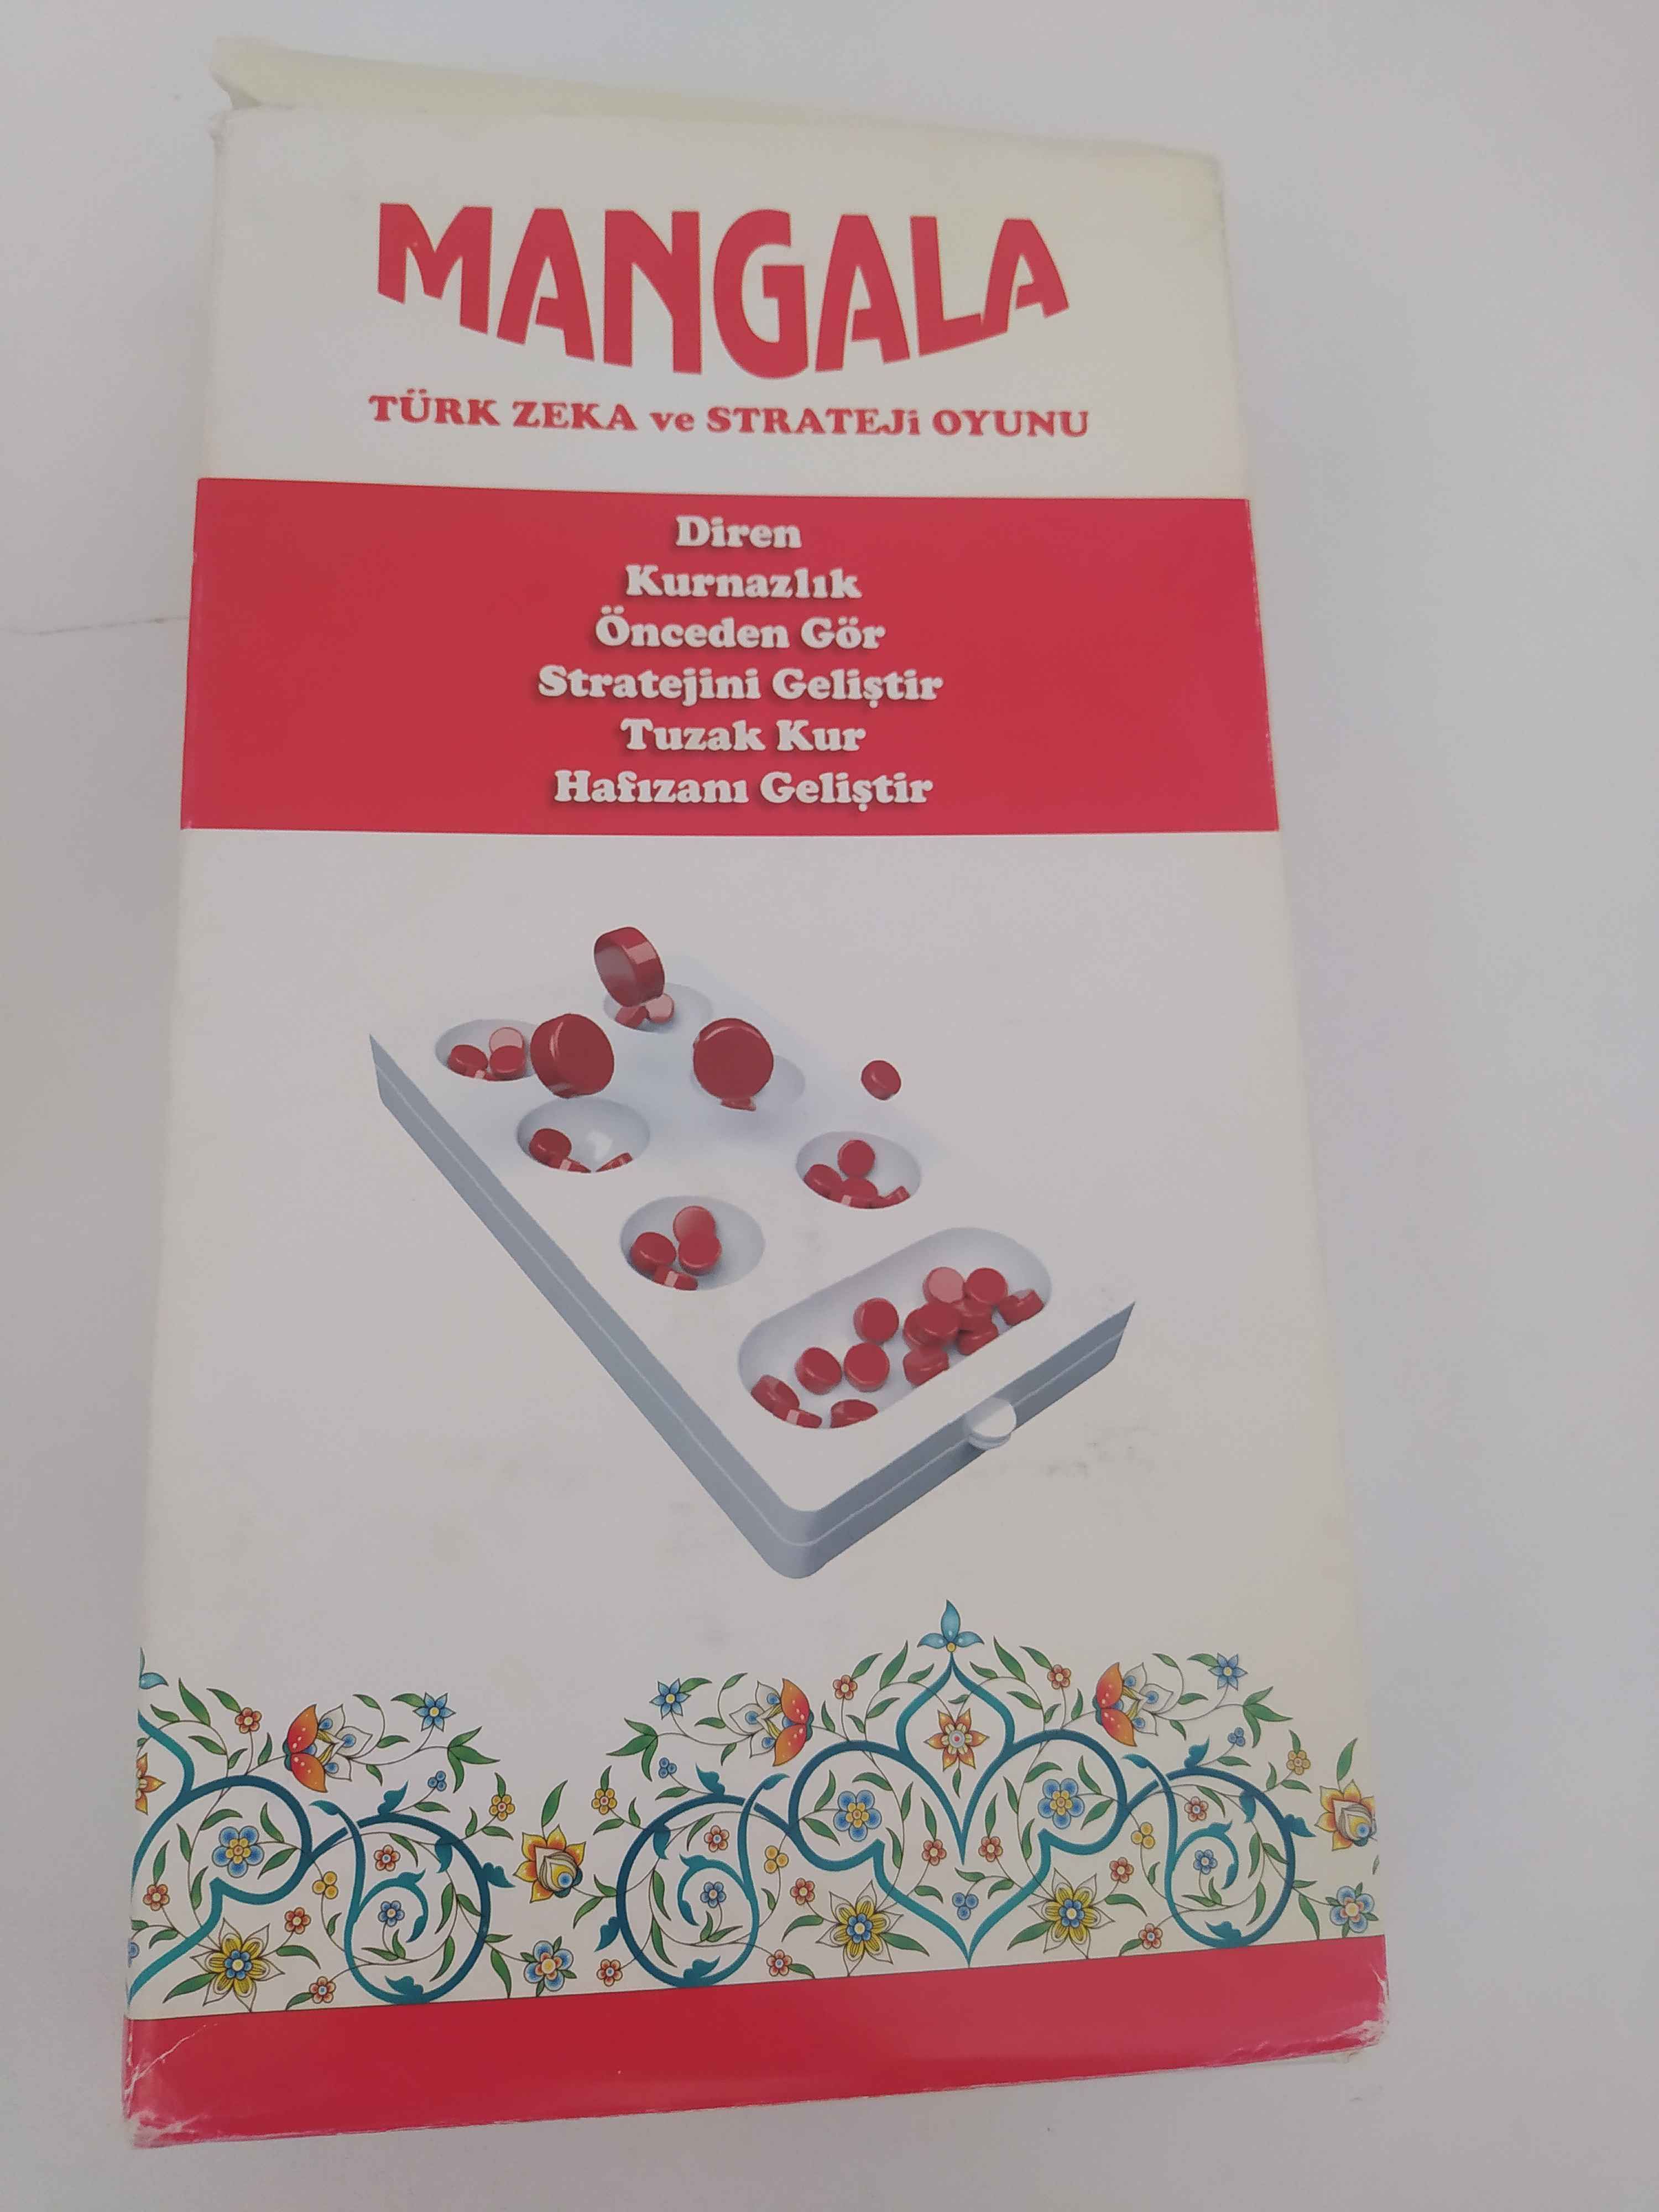 MANGALA
TÜRK ZEKA ve STRATEJi OYUNU
Diren
Kurnazlık
Önceden Gör
Stratejini Geliştir
Tuzak Kur
Hafızanı Geliştir